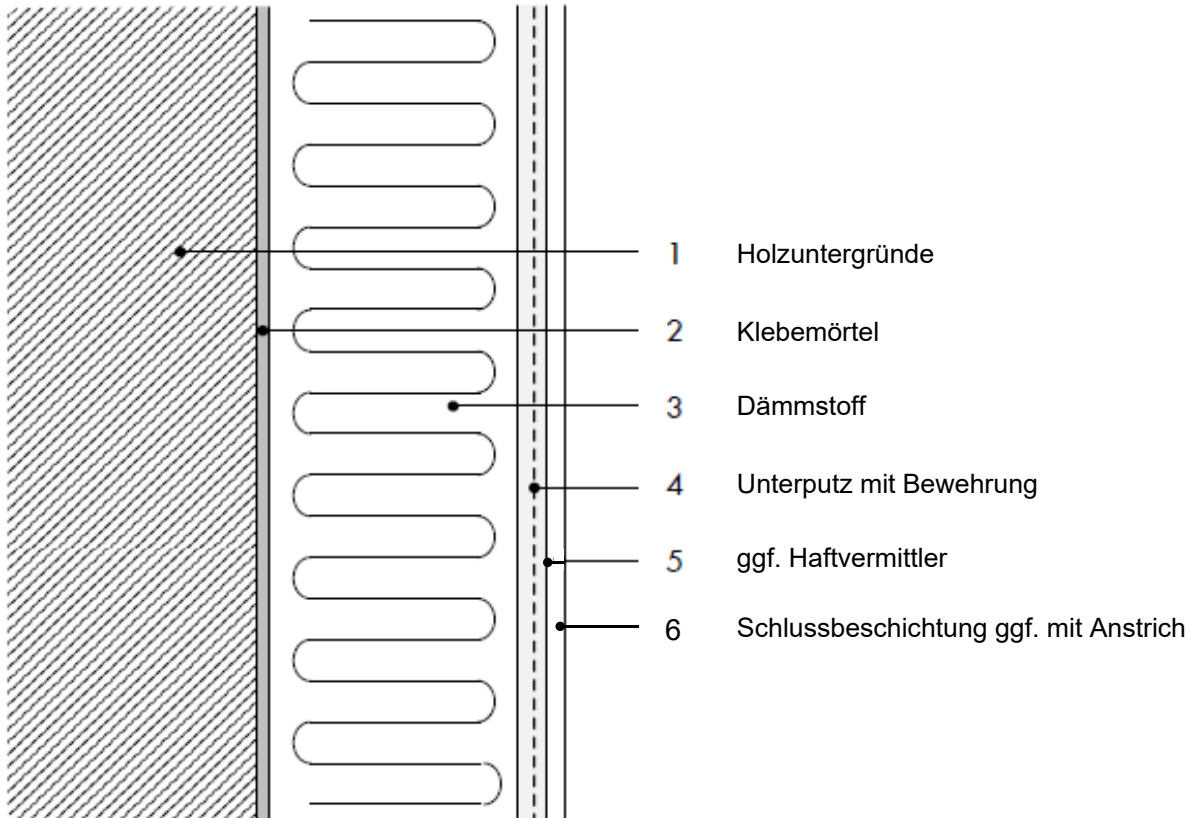 1 Holzuntergründe
2 Klebemörtel
3 Dämmstoff
4 Unterputz mit Bewehrung
5 ggf. Haftvermittler
6 Schlussbeschichtung ggf. mit Anstrich